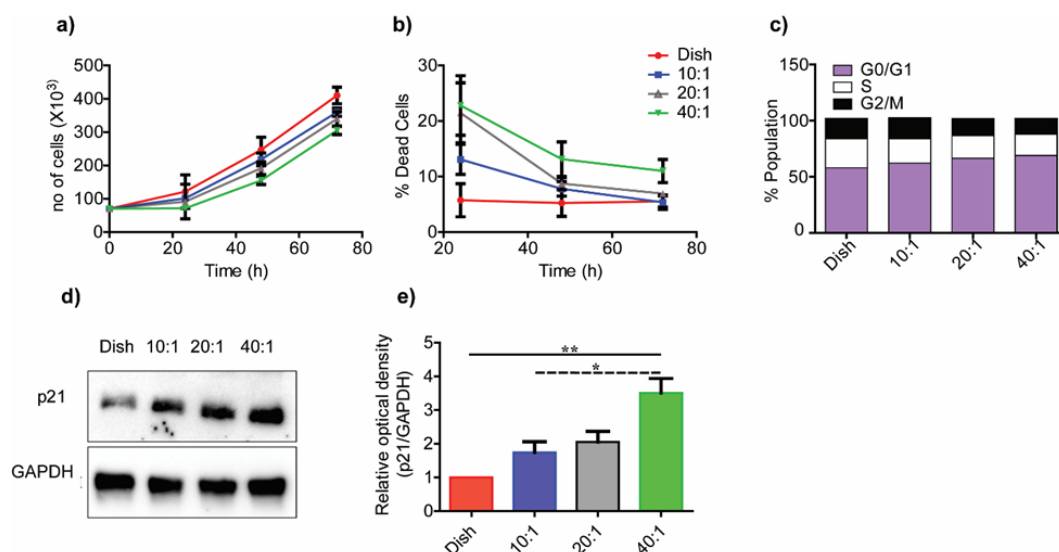 a)
no of cells (X10³)
500
400
300
200
100
0
0 20 40 60 80
Time (h)
b)
% Dead Cells
30
20
10
0
20 40 60 80
Time (h)
Dish
10:1
20:1
40:1
c)
% Population
150
100
50
0
G0/G1
S
G2/M
Dish 10:1 20:1 40:1
d)
Dish 10:1 20:1 40:1
p21
GAPDH
e)
Relative optical density
(p21/GAPDH)
5
4
3
2
1
0
**
*
Dish 10:1 20:1 40:1